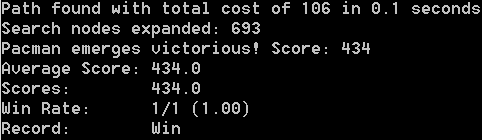 Path found with total cost of 106 in 0.1 seconds
Search nodes expanded: 693
Pacman emerges victorious! Score: 434
Average Score: 434.0
Scores:        434.0
Win Rate:      1/1 (1.00)
Record:        Win